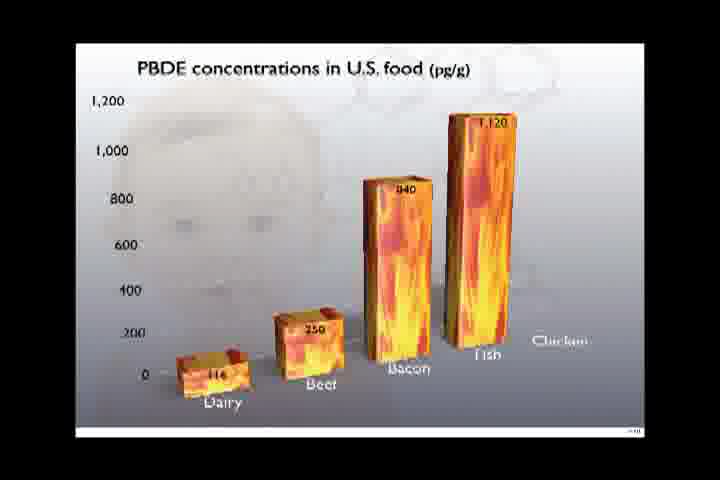 PBDE concentrations in U.S. food (pg/g)
1,200
1,000
800
600
400
200
0
116
250
840
1,120
Dairy
Beef
Bacon
Fish
Chicken